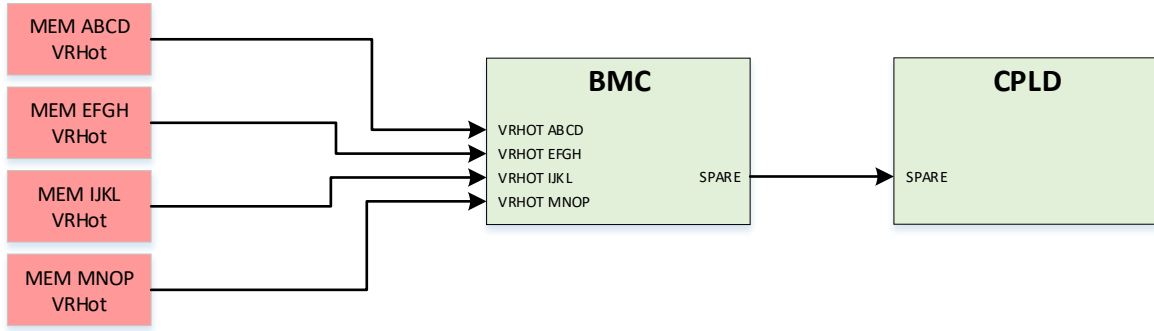 MEM ABCD
VRHot
MEM EFGH
VRHot
MEM IJKL
VRHot
MEM MNOP
VRHot
BMC
VRHOT ABCD
VRHOT EFGH
VRHOT IJKL
VRHOT MNOP
SPARE
CPLD
SPARE